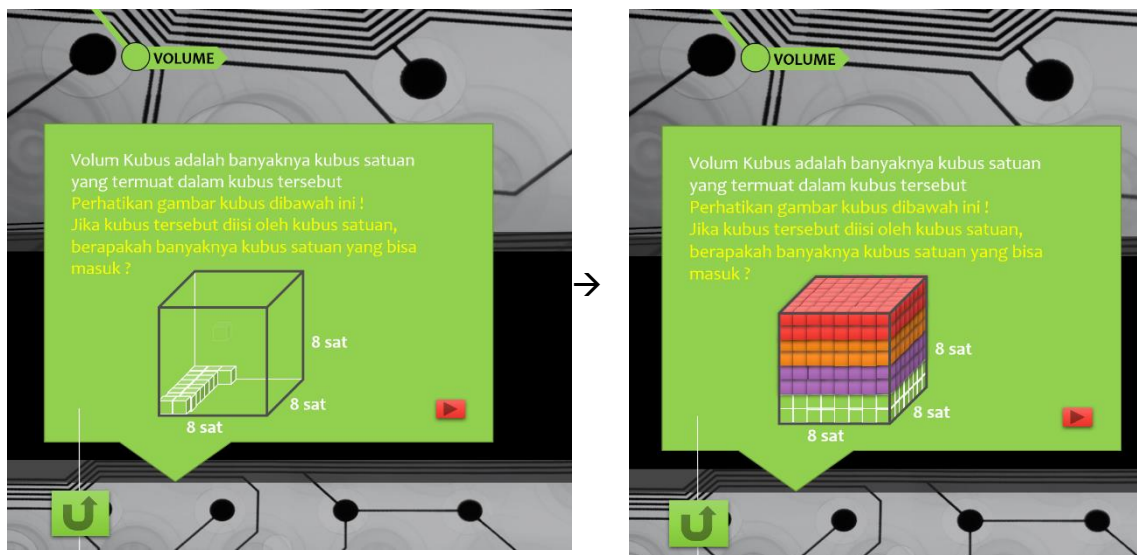 VOLUME
Volum Kubus adalah banyaknya kubus satuan
yang termuat dalam kubus tersebut
Perhatikan gambar kubus dibawah ini !
Jika kubus tersebut diisi oleh kubus satuan,
berapakah banyaknya kubus satuan yang bisa
masuk ?
8 sat
8 sat
8 sat
→
VOLUME
Volum Kubus adalah banyaknya kubus satuan
yang termuat dalam kubus tersebut
Perhatikan gambar kubus dibawah ini !
Jika kubus tersebut diisi oleh kubus satuan,
berapakah banyaknya kubus satuan yang bisa
masuk ?
8 sat
8 sat
8 sat